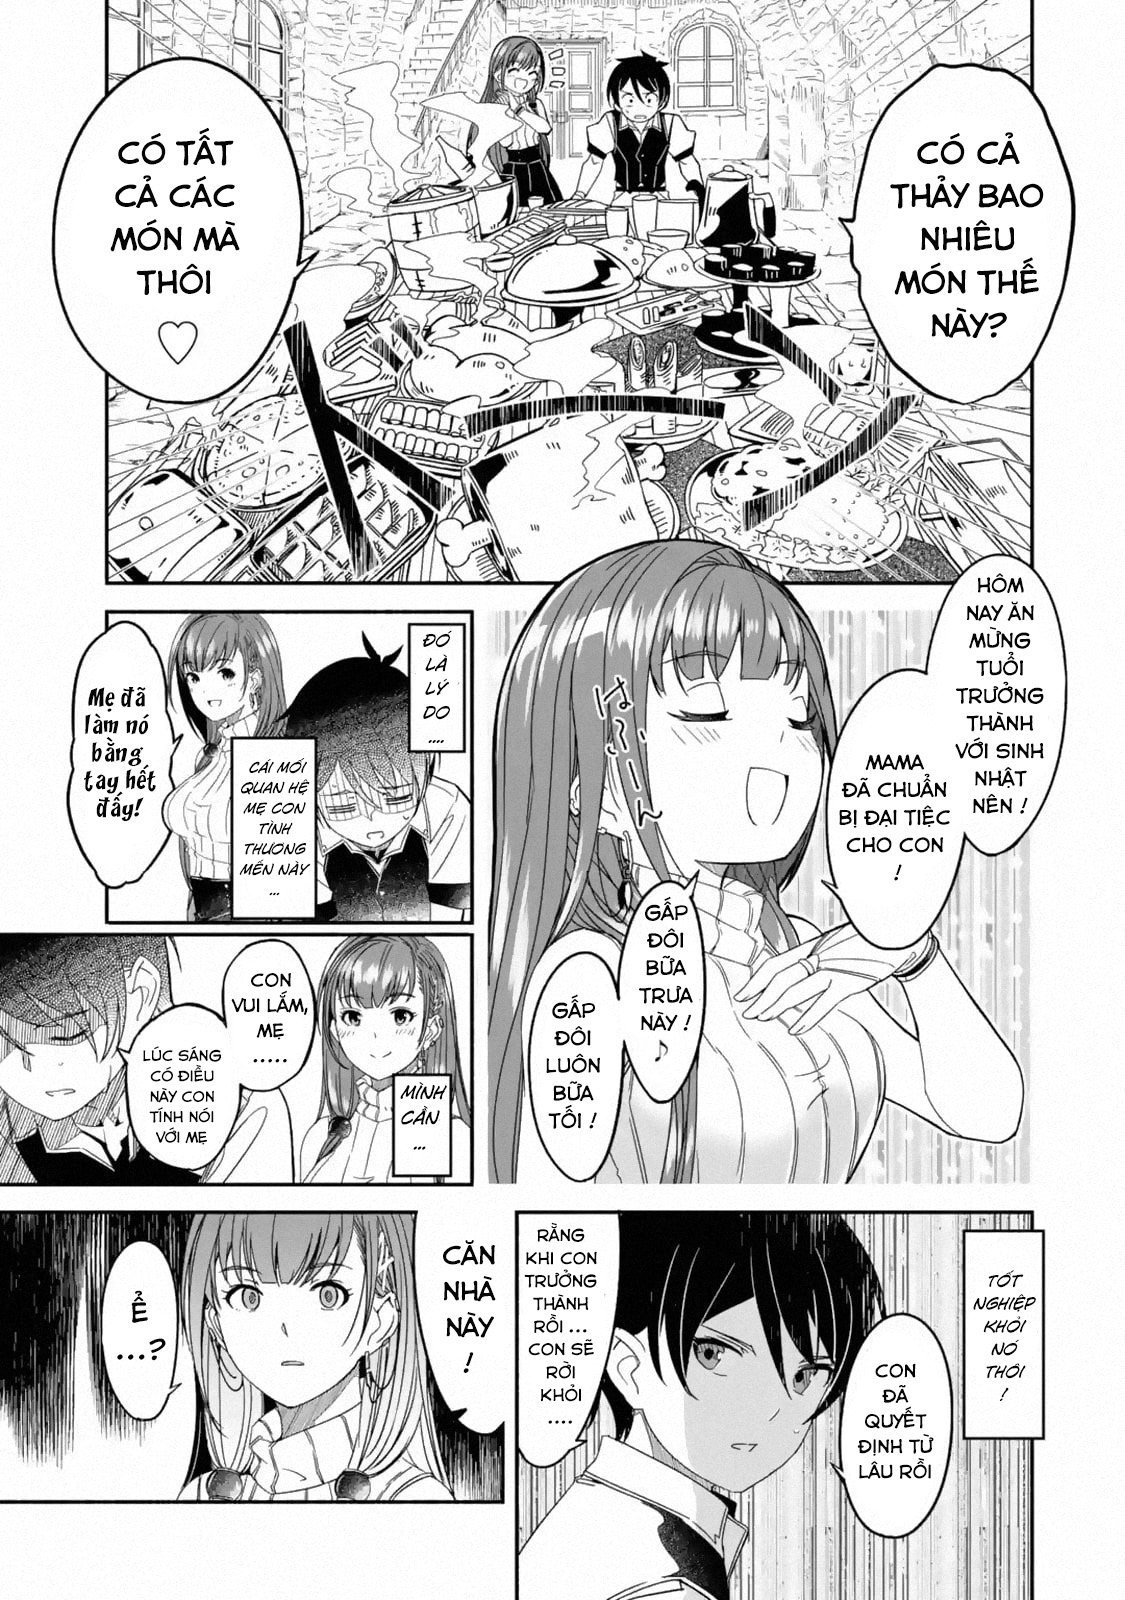 CÓ CẢ
THẢY BAO
NHIÊU
MÓN THẾ
NÀY?
CÓ TẤT
CẢ CÁC
MÓN MÀ
THÔI
♡
HÔM
NAY ĂN
MỪNG
TUỔI
TRƯỞNG
THÀNH
VỚI SINH
NHẬT
NÊN !
MAMA
ĐÃ CHUẨN
BỊ ĐẠI TIỆC
CHO CON
!
は〜ふ〜ん
GẤP
ĐÔI
BỮA
TRƯA
NÀY !
♪
GẤP
ĐÔI
LUÔN
BỮA
TỐI !
ĐÓ
LÀ
LÝ
DO
....
CÁI MỐI
QUAN HỆ
MẸ CON
TÌNH
THƯƠNG
MẾN NÀY
...
Mẹ đã
làm nó
bằng
tay hết
đấy!
MÌNH
CẦN
...
CON
VUI LẮM,
MẸ
.....
LÚC SÁNG
CÓ ĐIỀU
NÀY CON
TÍNH NÓI
VỚI MẸ
TỐT
NGHIỆP
KHỎI
NÓ
THÔI
!
CON
ĐÃ
QUYẾT
ĐỊNH TỪ
LÂU RỒI
RẰNG
KHI CON
TRƯỞNG
THÀNH
RỒI ...
CON SẼ
RỜI
KHỎI
....
CĂN
NHÀ
NÀY
!
Ể
...?